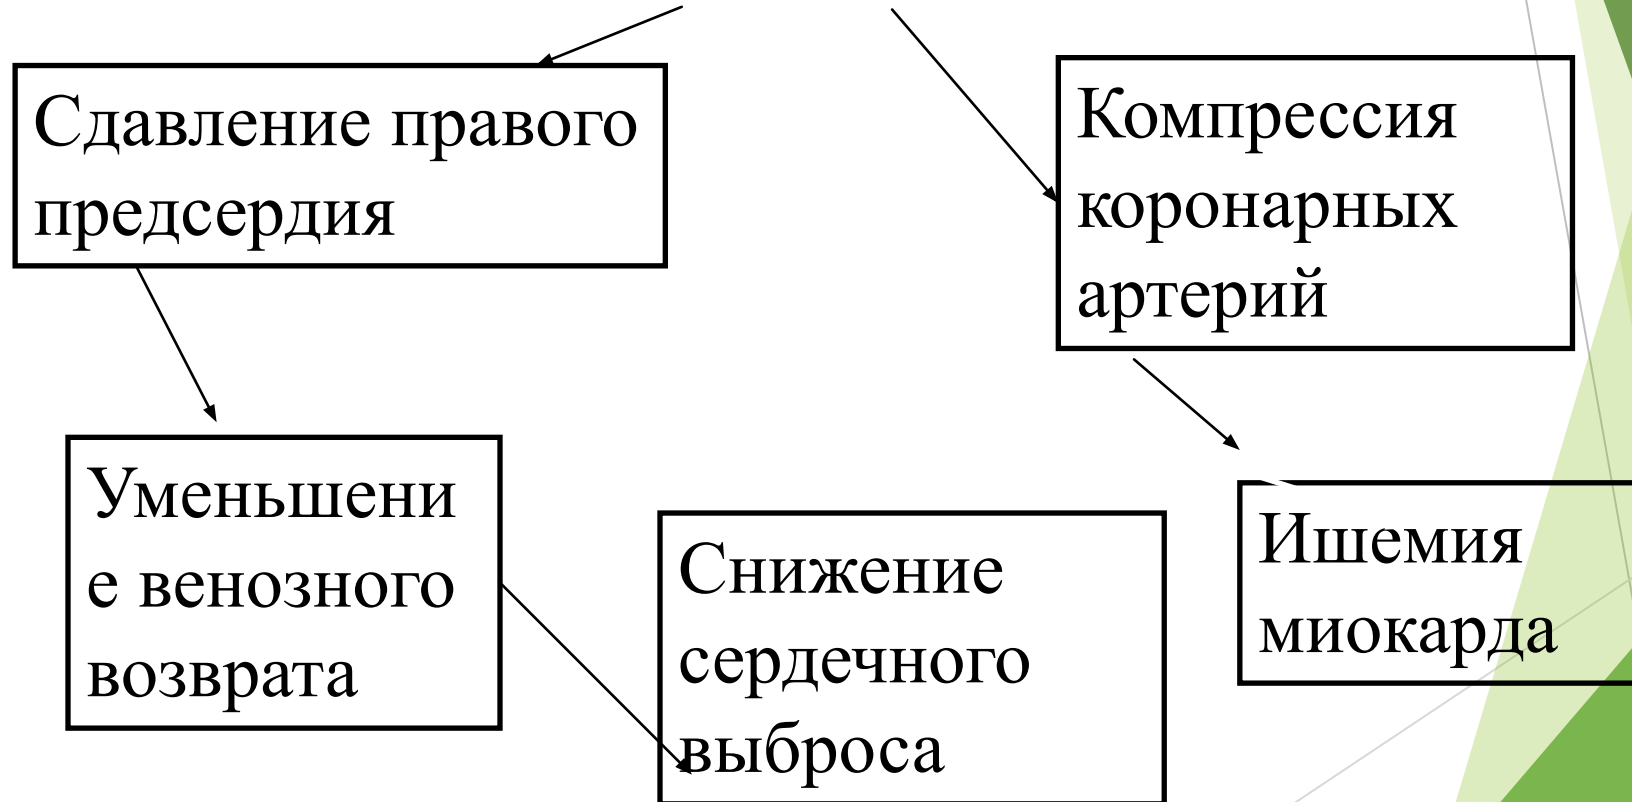 Сдавление правого
предсердия
Компрессия
коронарных
артерий
Уменьшени
е венозного
возврата
Снижение
сердечного
выброса
Ишемия
миокарда